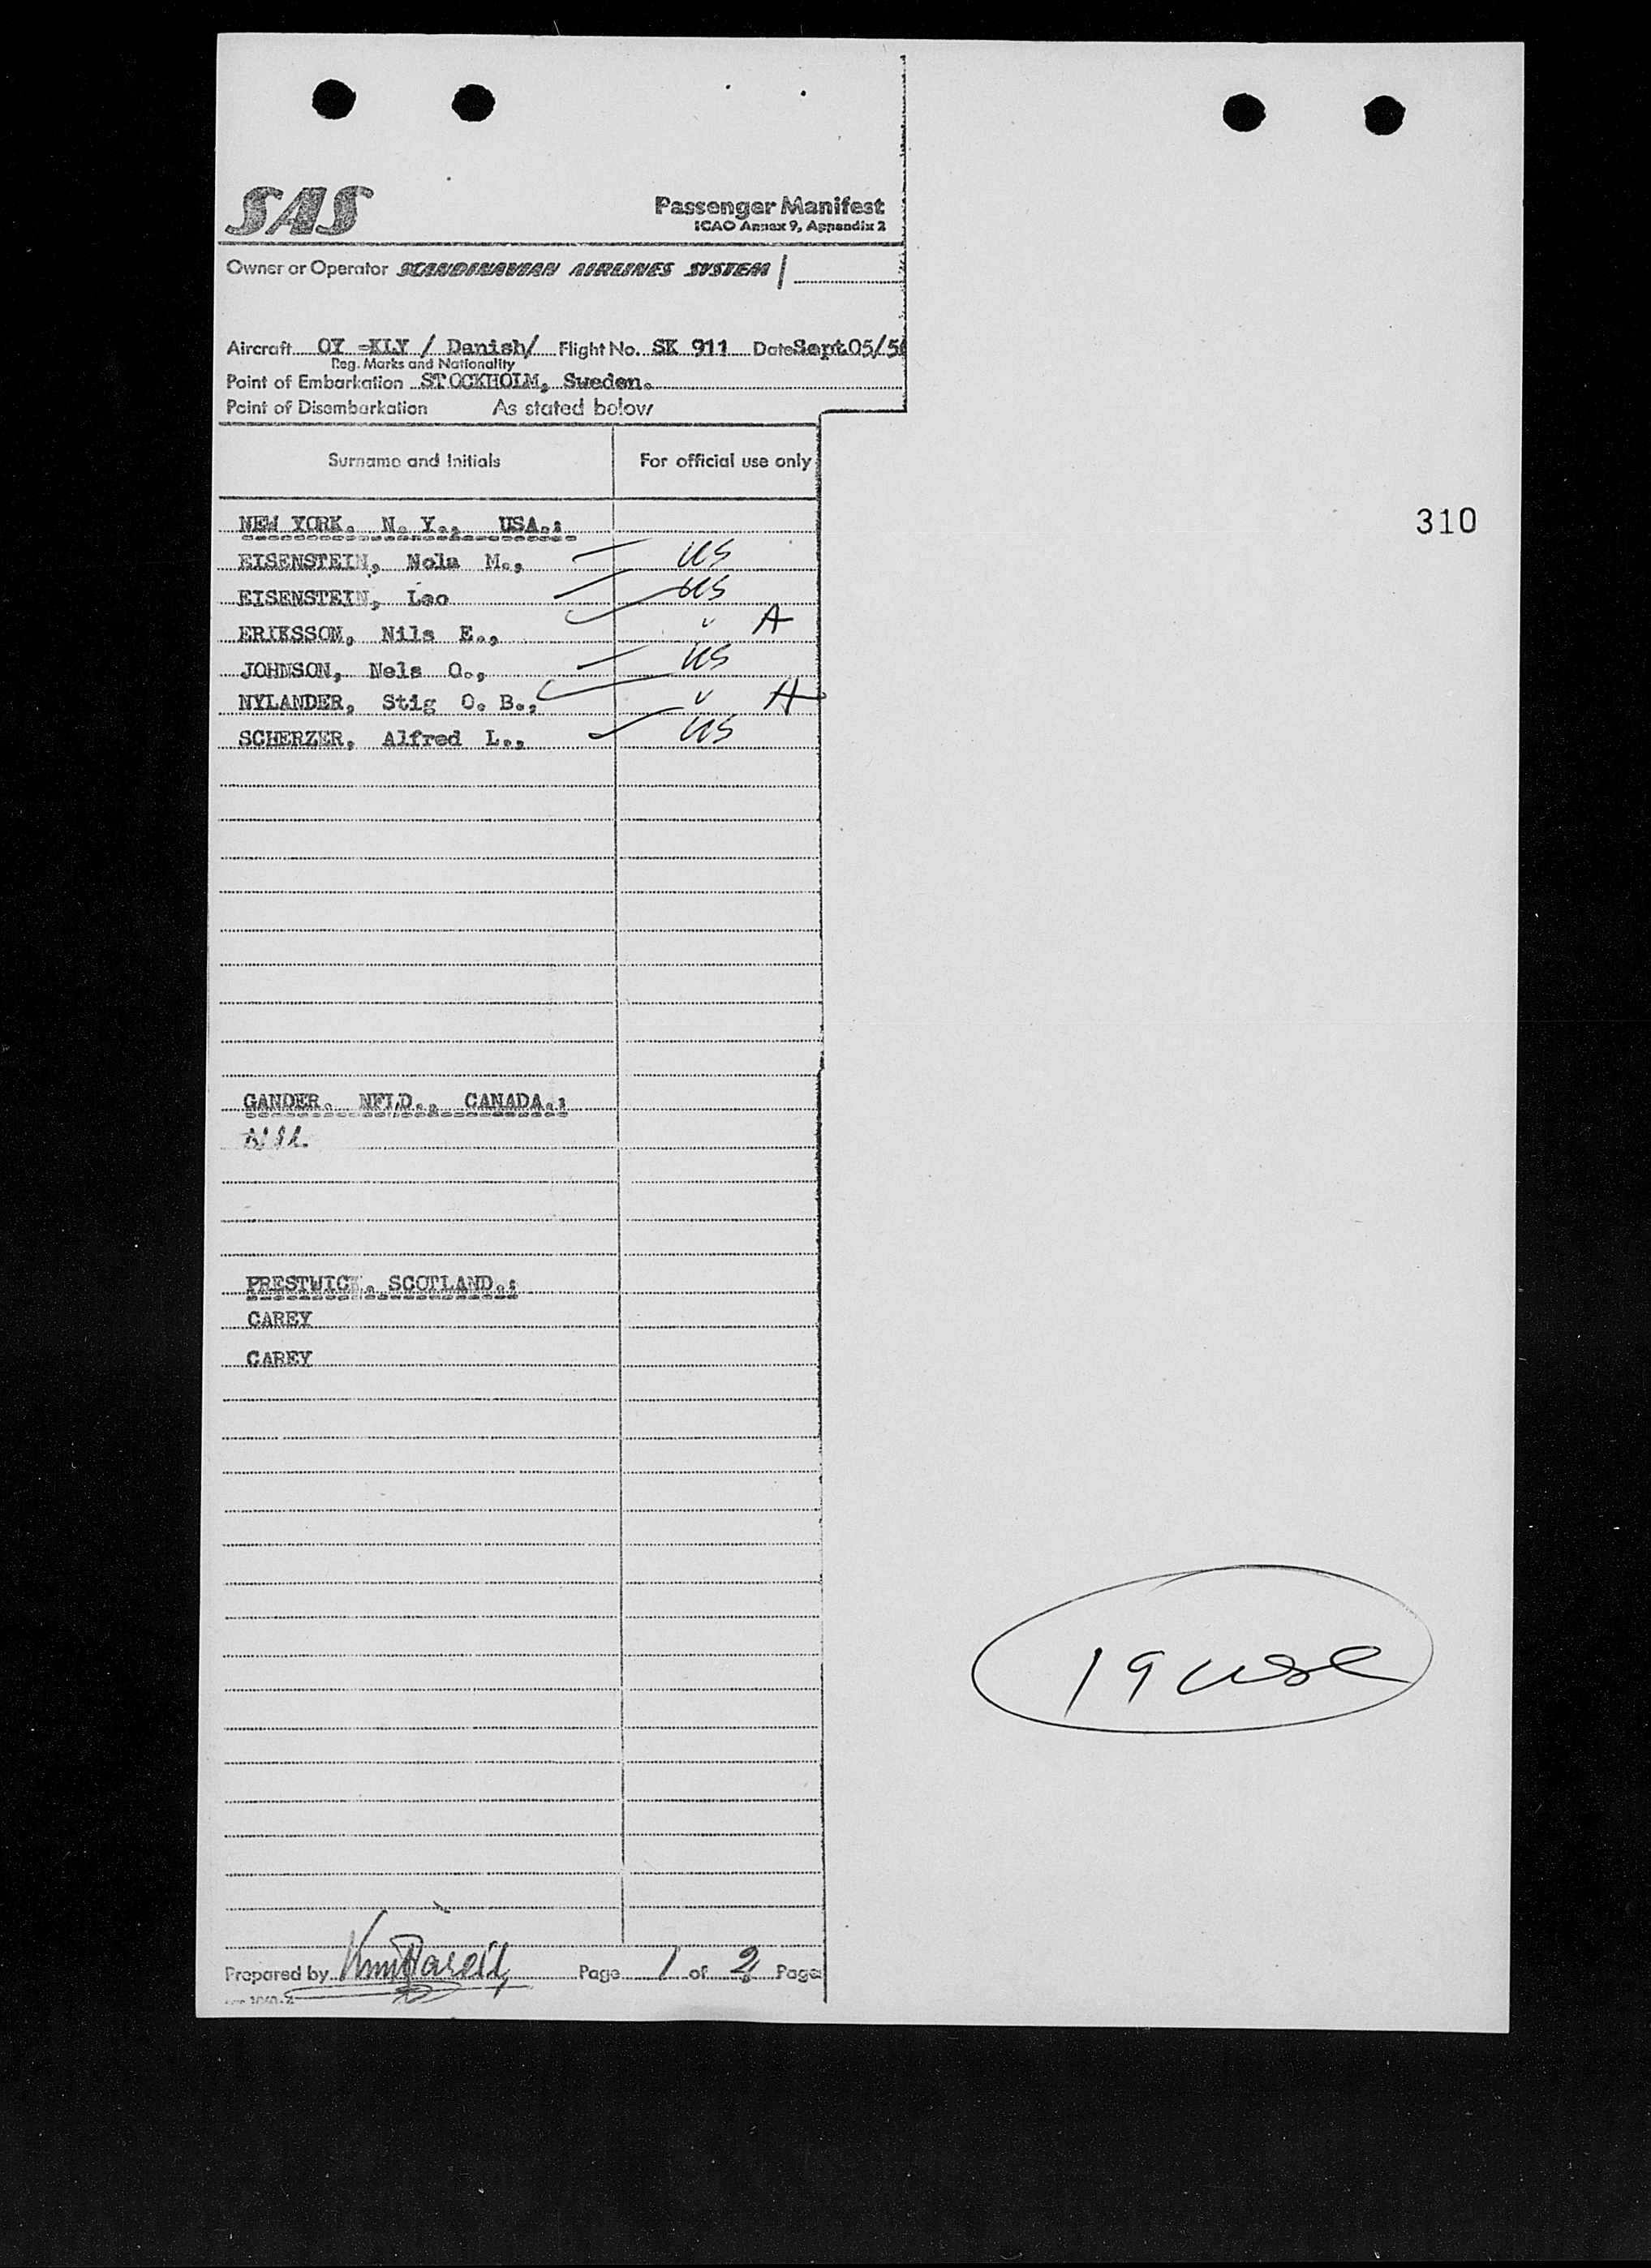 SAS
Passenger Manifest
ICAO Annex 9, Appendix 2
Owner or Operator SCANDINAVIAN AIRLINES SYSTEM
Aircraft OY -KLY / Danish/ Flight No. SK 911 Date Sept.05/5
Reg. Marks and Nationality
Point of Embarkation STOCKHOLM, Sweden.
Point of Disembarkation As stated below
Surname and Initials For official use only
NEW YORK. N. Y., USA.:
310
EISENSTEIN, Nola M., US
EISENSTEIN, Leo US
ERIKSSON, Nils E., v A
JOHNSON, Nels O., US
NYLANDER, Stig O. B., v A
SCHERZER, Alfred L., US
GANDER. NFLD., CANADA.:
Nil.
PRESTWICK. SCOTLAND.:
CAREY
CAREY
19 usc
Prepared by Page 1 of 2 Page